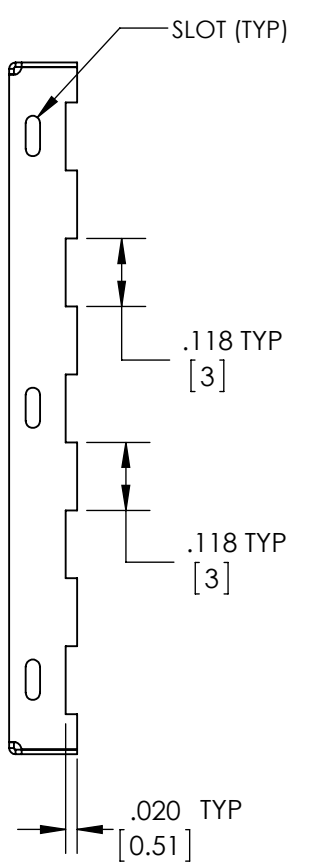 SLOT (TYP)
.118 TYP
[3]
.118 TYP
[3]
.020 TYP
[0.51]